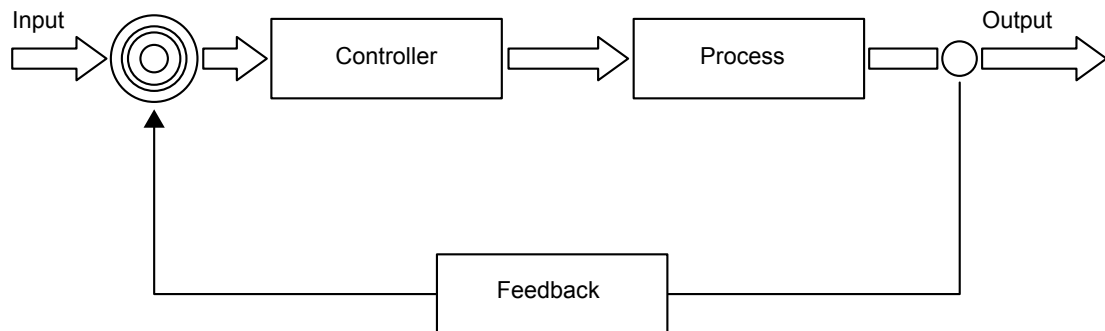 Input
Controller
Process
Output
Feedback